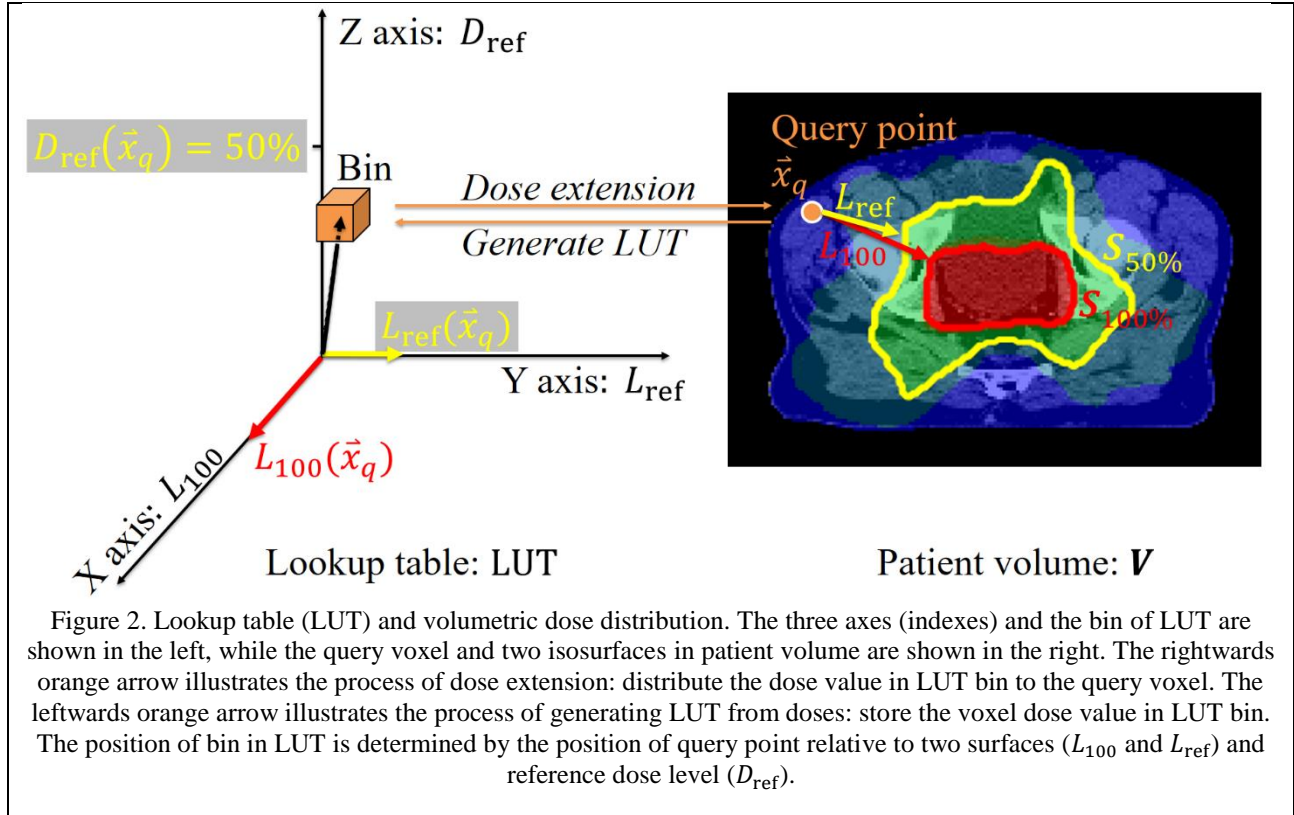 Z axis: D_ref
D_ref(x⃗_q) = 50%
Bin
Dose extension
Generate LUT
L_ref(x⃗_q)
Y axis: L_ref
L_100(x⃗_q)
X axis: L_100
Lookup table: LUT
Query point
x⃗_q
L_ref
L_100
S_50%
S_100%
Patient volume: V
Figure 2. Lookup table (LUT) and volumetric dose distribution. The three axes (indexes) and the bin of LUT are
shown in the left, while the query voxel and two isosurfaces in patient volume are shown in the right. The rightwards
orange arrow illustrates the process of dose extension: distribute the dose value in LUT bin to the query voxel. The
leftwards orange arrow illustrates the process of generating LUT from doses: store the voxel dose value in LUT bin.
The position of bin in LUT is determined by the position of query point relative to two surfaces (L_100 and L_ref) and
reference dose level (D_ref).